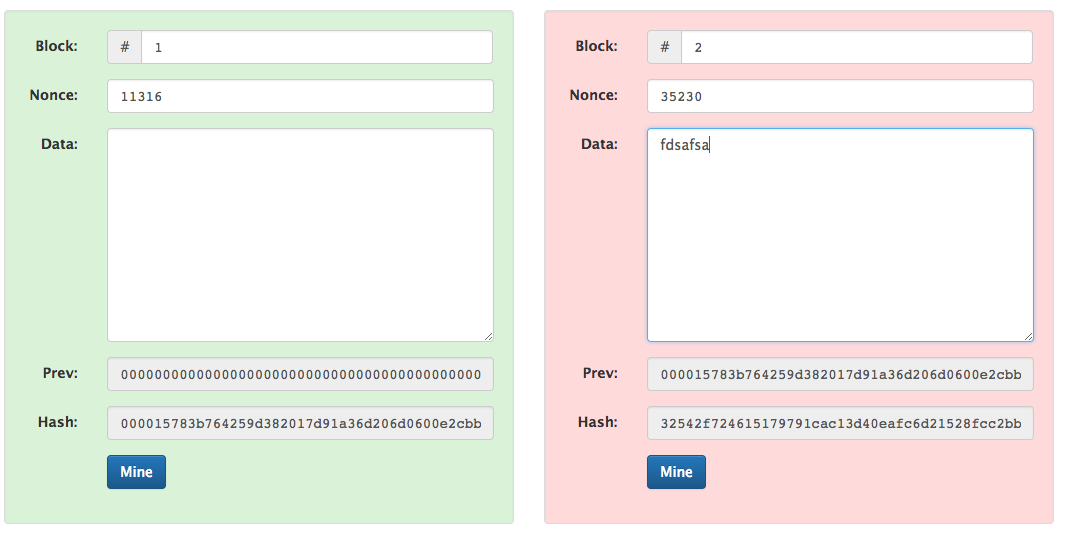 Block: # 1
Nonce: 11316
Data:
Prev: 00000000000000000000000000000000000000000000
Hash: 000015783b764259d382017d91a36d206d0600e2cbb
Mine
Block: # 2
Nonce: 35230
Data: fdsafsa
Prev: 000015783b764259d382017d91a36d206d0600e2cbb
Hash: 32542f724615179791cac13d40eafc6d21528fcc2bb
Mine